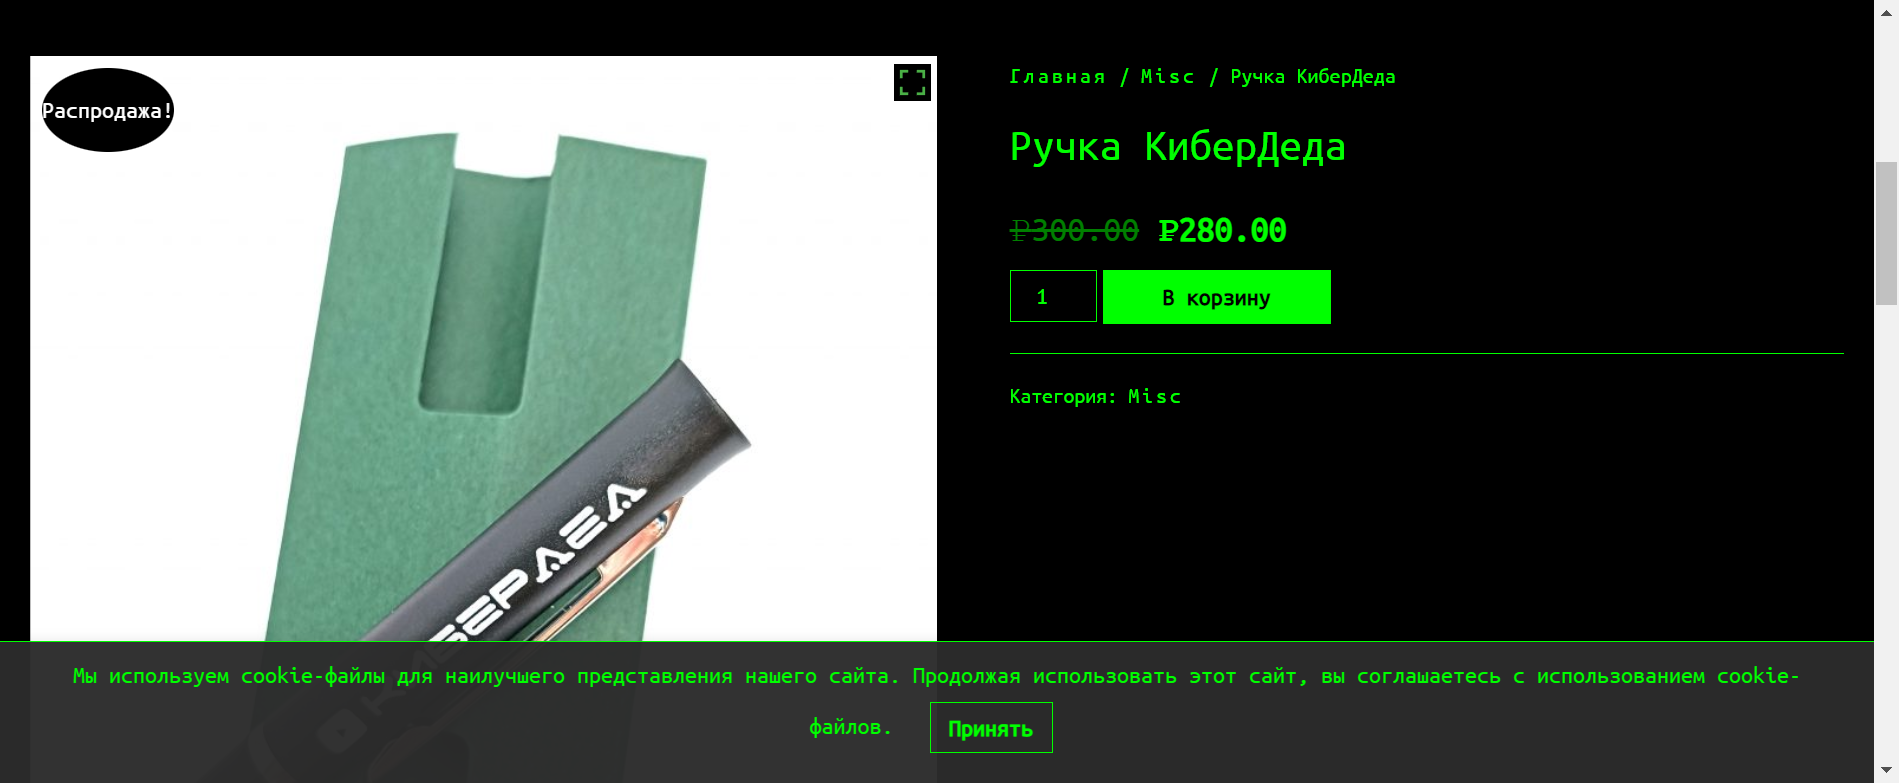 Распродажа!
Главная / Misc / Ручка КиберДеда
Ручка КиберДеда
₽300.00 ₽280.00
1
В корзину
Категория: Misc
КИБЕРДЕД
Мы используем cookie-файлы для наилучшего представления нашего сайта. Продолжая использовать этот сайт, вы соглашаетесь с использованием cookie-
файлов.
Принять